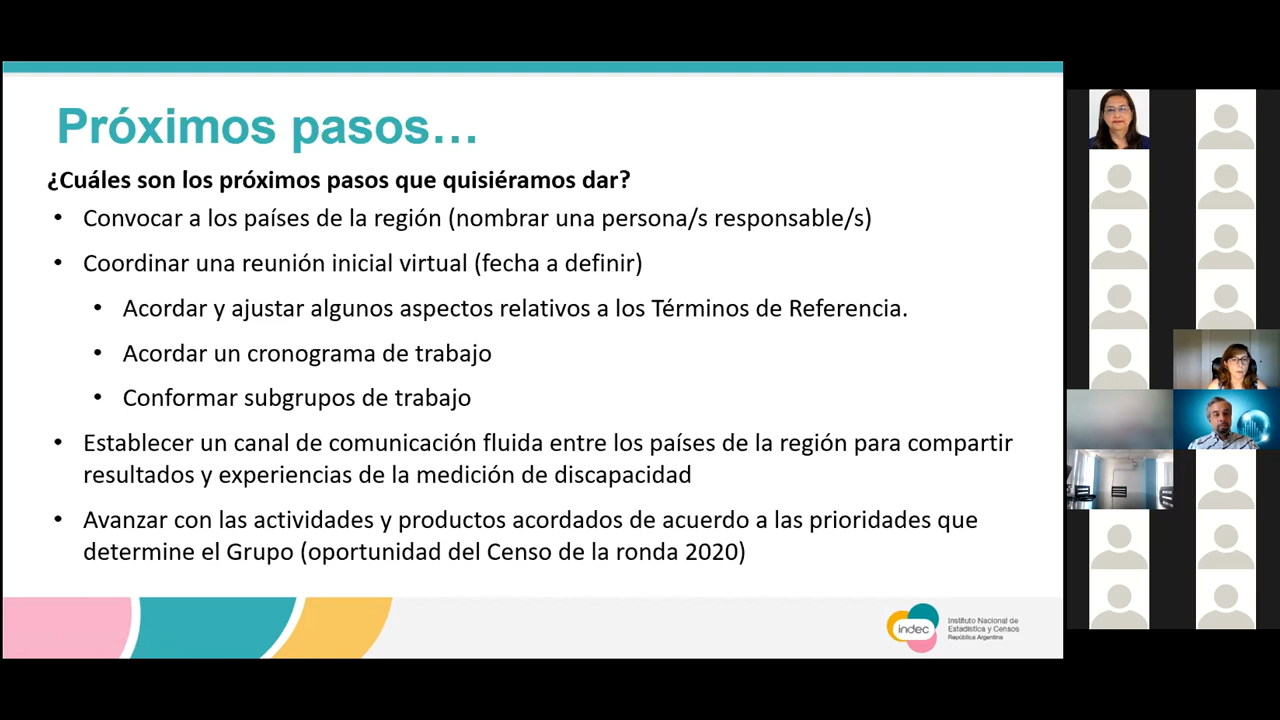 Próximos pasos…
¿Cuáles son los próximos pasos que quisiéramos dar?
• Convocar a los países de la región (nombrar una persona/s responsable/s)
• Coordinar una reunión inicial virtual (fecha a definir)
• Acordar y ajustar algunos aspectos relativos a los Términos de Referencia.
• Acordar un cronograma de trabajo
• Conformar subgrupos de trabajo
• Establecer un canal de comunicación fluida entre los países de la región para compartir
resultados y experiencias de la medición de discapacidad
• Avanzar con las actividades y productos acordados de acuerdo a las prioridades que
determine el Grupo (oportunidad del Censo de la ronda 2020)
indec
Instituto Nacional de
Estadística y Censos
República Argentina